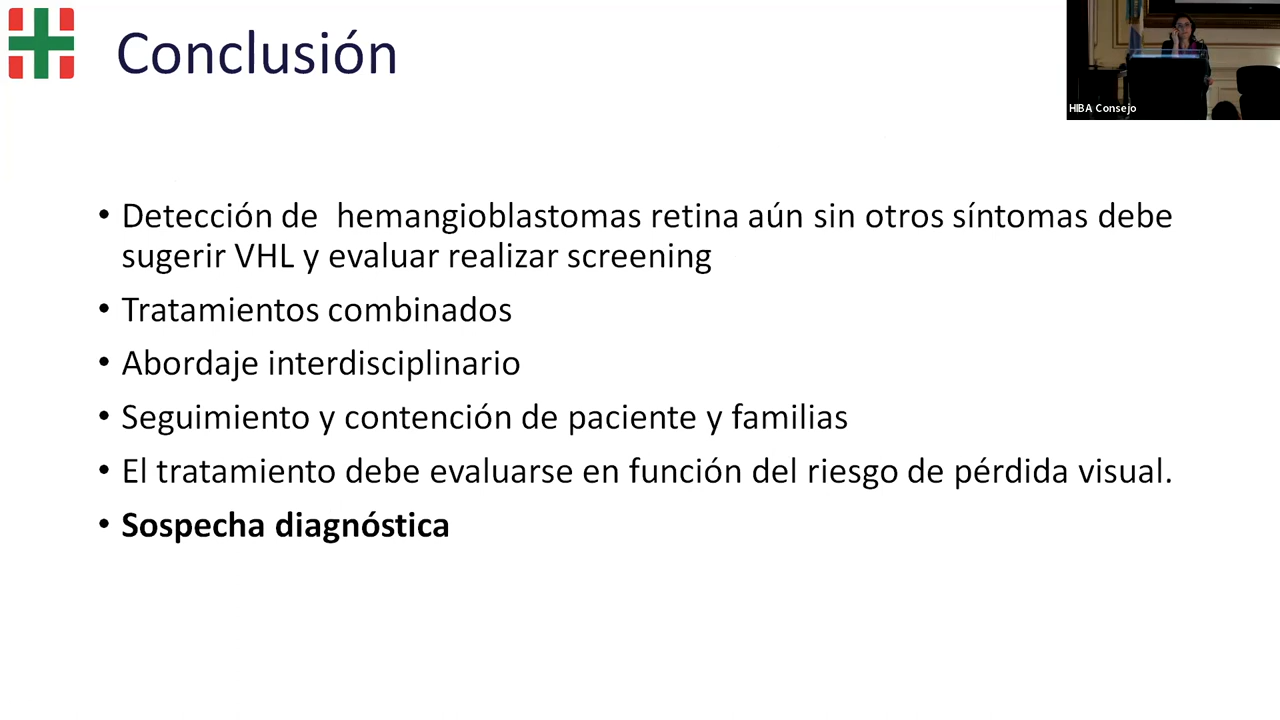 Conclusión
HIBA Consejo
• Detección de  hemangioblastomas retina aún sin otros síntomas debe
sugerir VHL y evaluar realizar screening
• Tratamientos combinados
• Abordaje interdisciplinario
• Seguimiento y contención de paciente y familias
• El tratamiento debe evaluarse en función del riesgo de pérdida visual.
• Sospecha diagnóstica